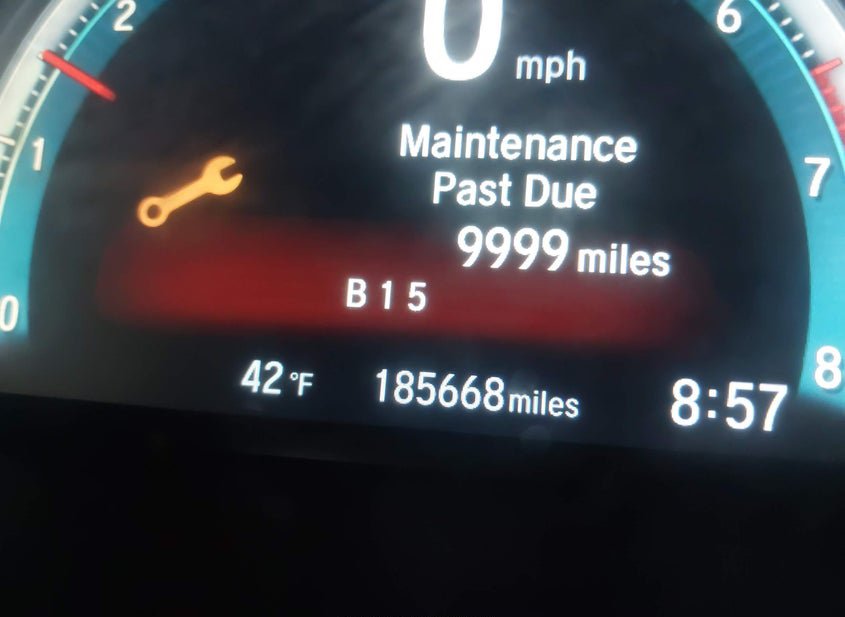 2
6
0 mph
Maintenance
Past Due
1
7
9999 miles
B 1 5
0
42 °F
185668 miles
8:57
8